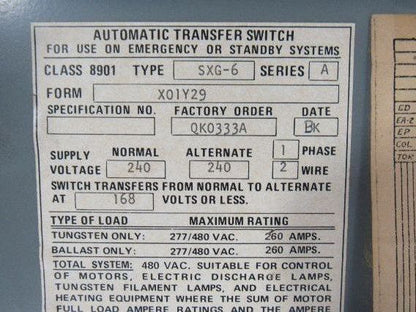 AUTOMATIC TRANSFER SWITCH
FOR USE ON EMERGENCY OR STANDBY SYSTEMS
CLASS 8901 TYPE SXG-6 SERIES A
FORM X01Y29
SPECIFICATION NO. FACTORY ORDER DATE
QK0333A BK
SUPPLY NORMAL ALTERNATE 1 PHASE
VOLTAGE 240 240 2 WIRE
SWITCH TRANSFERS FROM NORMAL TO ALTERNATE
AT 168 VOLTS OR LESS.
TYPE OF LOAD MAXIMUM RATING
TUNGSTEN ONLY: 277/480 VAC. 260 AMPS.
BALLAST ONLY: 277/480 VAC. 260 AMPS.
TOTAL SYSTEM: 480 VAC. SUITABLE FOR CONTROL
OF MOTORS, ELECTRIC DISCHARGE LAMPS,
TUNGSTEN FILAMENT LAMPS, AND ELECTRICAL
HEATING EQUIPMENT WHERE THE SUM OF MOTOR
FULL LOAD AMPERE RATINGS AND THE AMPERE
EA-2
EP
COL.
TOR